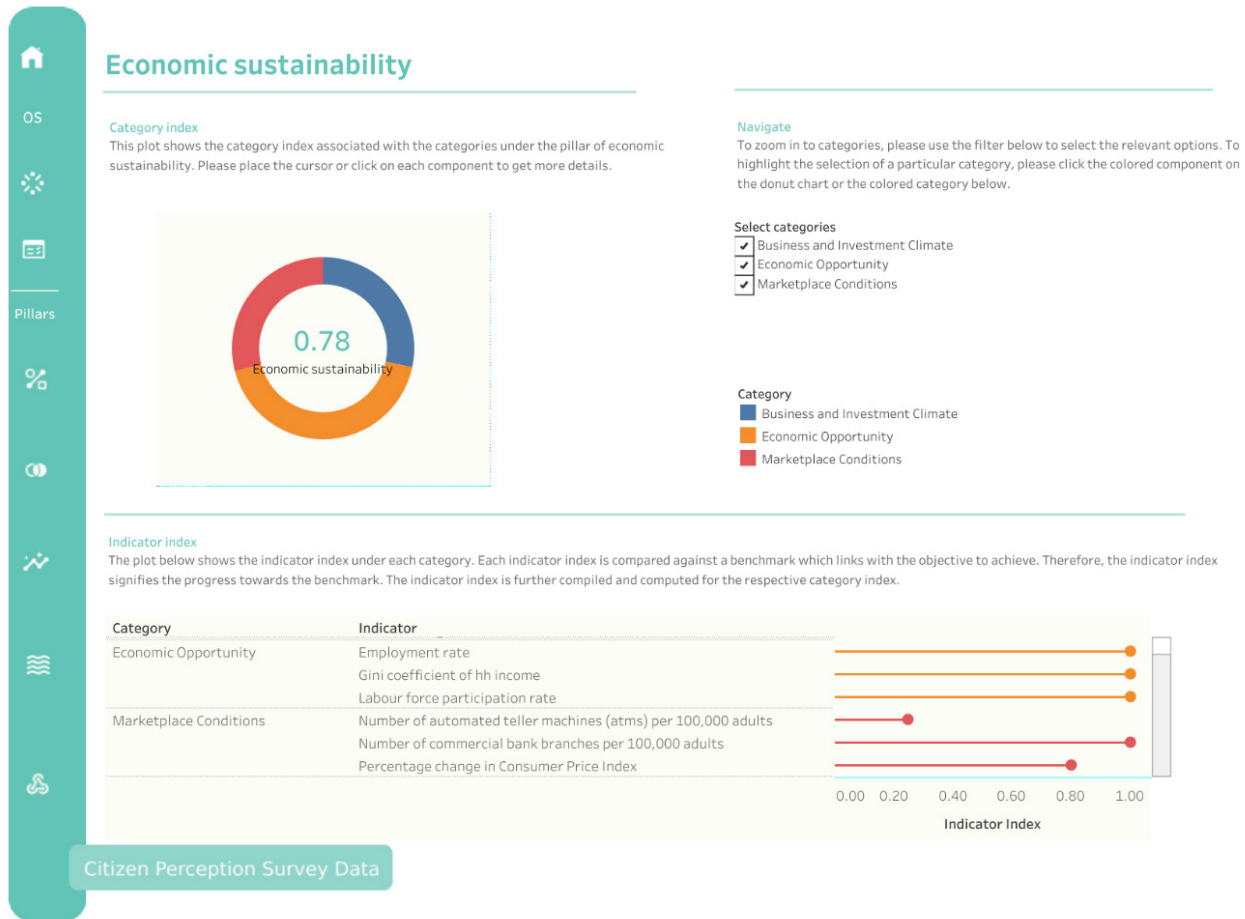 OS
Pillars
Economic sustainability
Category index
This plot shows the category index associated with the categories under the pillar of economic
sustainability. Please place the cursor or click on each component to get more details.
0.78
Economic sustainability
Navigate
To zoom in to categories, please use the filter below to select the relevant options. To
highlight the selection of a particular category, please click the colored component on
the donut chart or the colored category below.
Select categories
Business and Investment Climate
Economic Opportunity
Marketplace Conditions
Category
Business and Investment Climate
Economic Opportunity
Marketplace Conditions
Indicator index
The plot below shows the indicator index under each category. Each indicator index is compared against a benchmark which links with the objective to achieve. Therefore, the indicator index
signifies the progress towards the benchmark. The indicator index is further compiled and computed for the respective category index.
Category Indicator
Economic Opportunity Employment rate
Gini coefficient of hh income
Labour force participation rate
Marketplace Conditions Number of automated teller machines (atms) per 100,000 adults
Number of commercial bank branches per 100,000 adults
Percentage change in Consumer Price Index
0.00 0.20 0.40 0.60 0.80 1.00
Indicator Index
Citizen Perception Survey Data